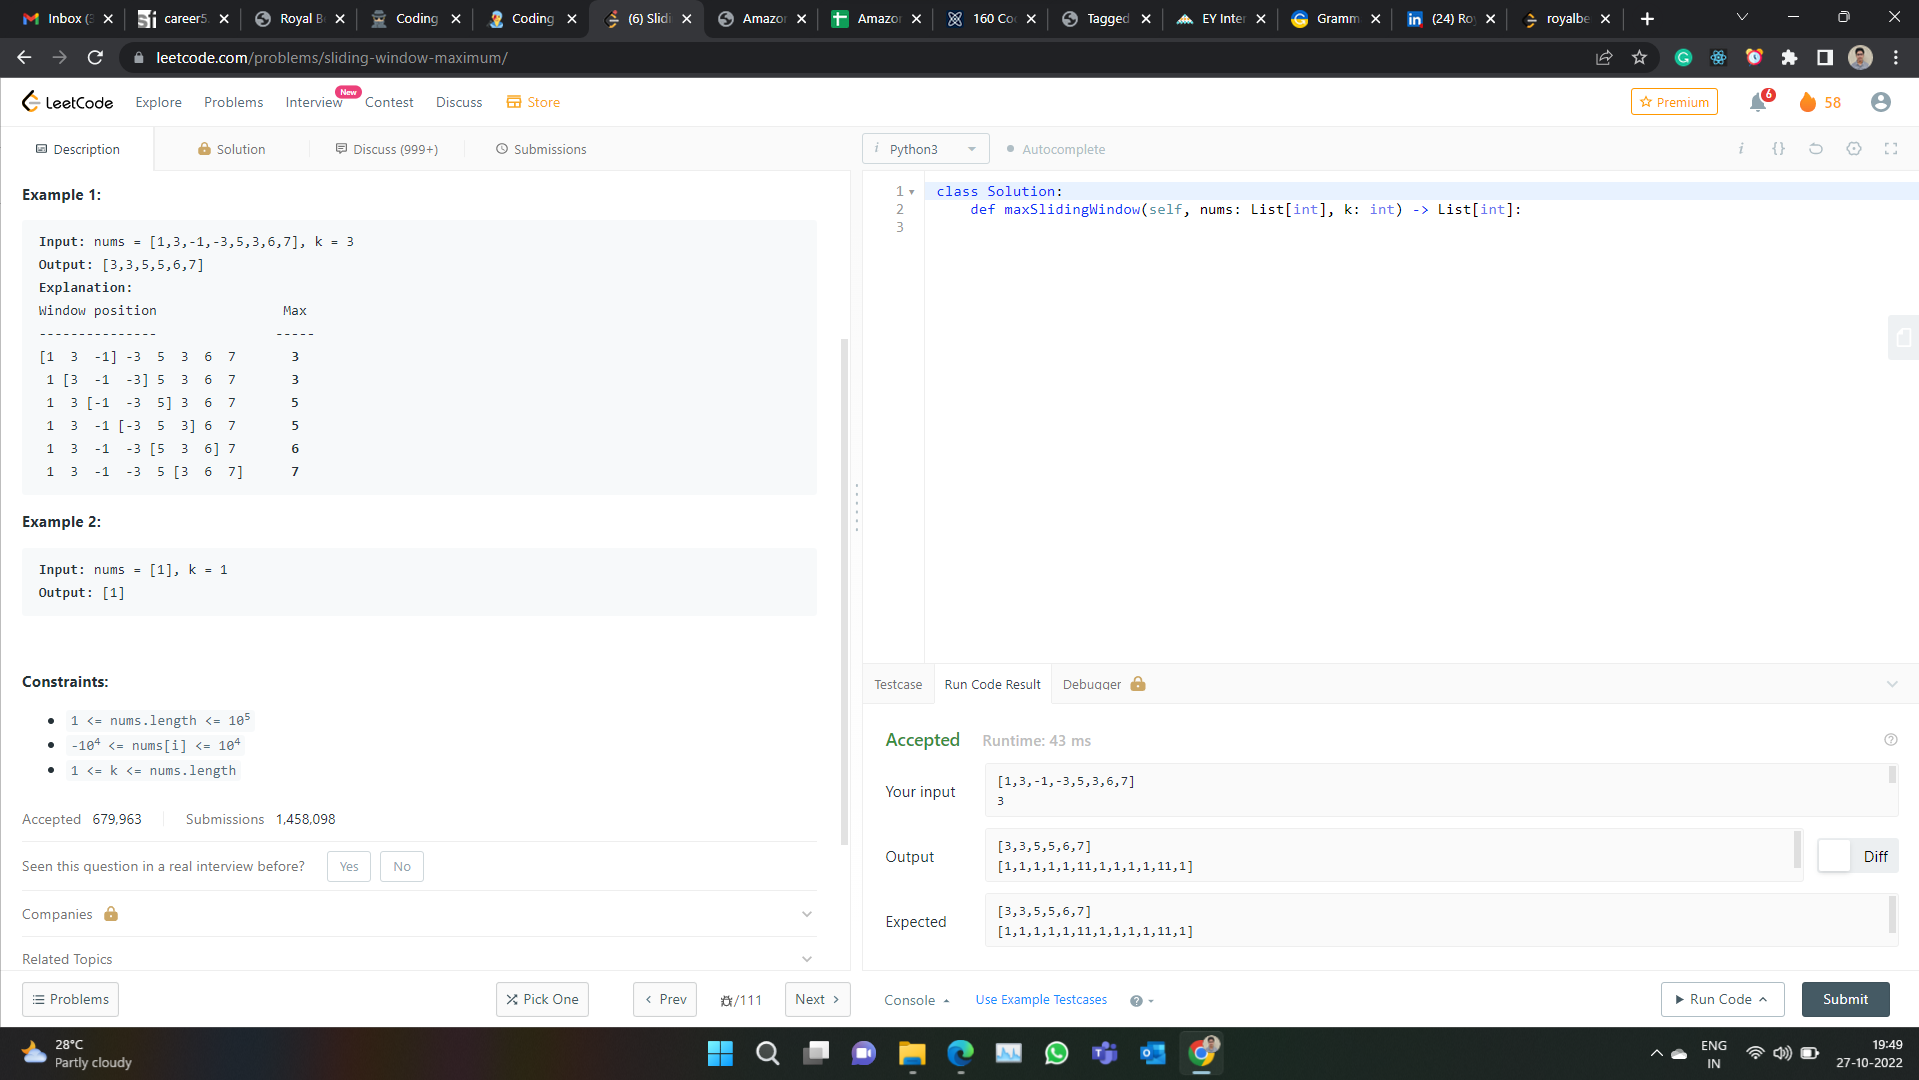 Inbox (3
career5.
Royal Be
Coding
Coding
(6) Slidi
Amazon
Amazon
160 Co
Tagged
EY Inter
Gramm
(24) Ro
royalbe
leetcode.com/problems/sliding-window-maximum/
LeetCode Explore Problems Interview New Contest Discuss Store
Premium 6 58
Description Solution Discuss (999+) Submissions
Python3 Autocomplete
Example 1:
Input: nums = [1,3,-1,-3,5,3,6,7], k = 3
Output: [3,3,5,5,6,7]
Explanation:
Window position Max
--------------- -----
[1 3 -1] -3 5 3 6 7 3
1 [3 -1 -3] 5 3 6 7 3
1 3 [-1 -3 5] 3 6 7 5
1 3 -1 [-3 5 3] 6 7 5
1 3 -1 -3 [5 3 6] 7 6
1 3 -1 -3 5 [3 6 7] 7
Example 2:
Input: nums = [1], k = 1
Output: [1]
Constraints:
1 <= nums.length <= 10⁵
-10⁴ <= nums[i] <= 10⁴
1 <= k <= nums.length
Accepted 679,963 Submissions 1,458,098
Seen this question in a real interview before? Yes No
Companies
Related Topics
Problems Pick One Prev /111 Next
1 class Solution:
2 def maxSlidingWindow(self, nums: List[int], k: int) -> List[int]:
3
Testcase Run Code Result Debugger
Accepted Runtime: 43 ms
Your input
[1,3,-1,-3,5,3,6,7]
3
Output
[3,3,5,5,6,7]
[1,1,1,1,1,11,1,1,1,1,11,1]
Diff
Expected
[3,3,5,5,6,7]
[1,1,1,1,1,11,1,1,1,1,11,1]
Console Use Example Testcases Run Code Submit
28°C
Partly cloudy
ENG
IN
19:49
27-10-2022